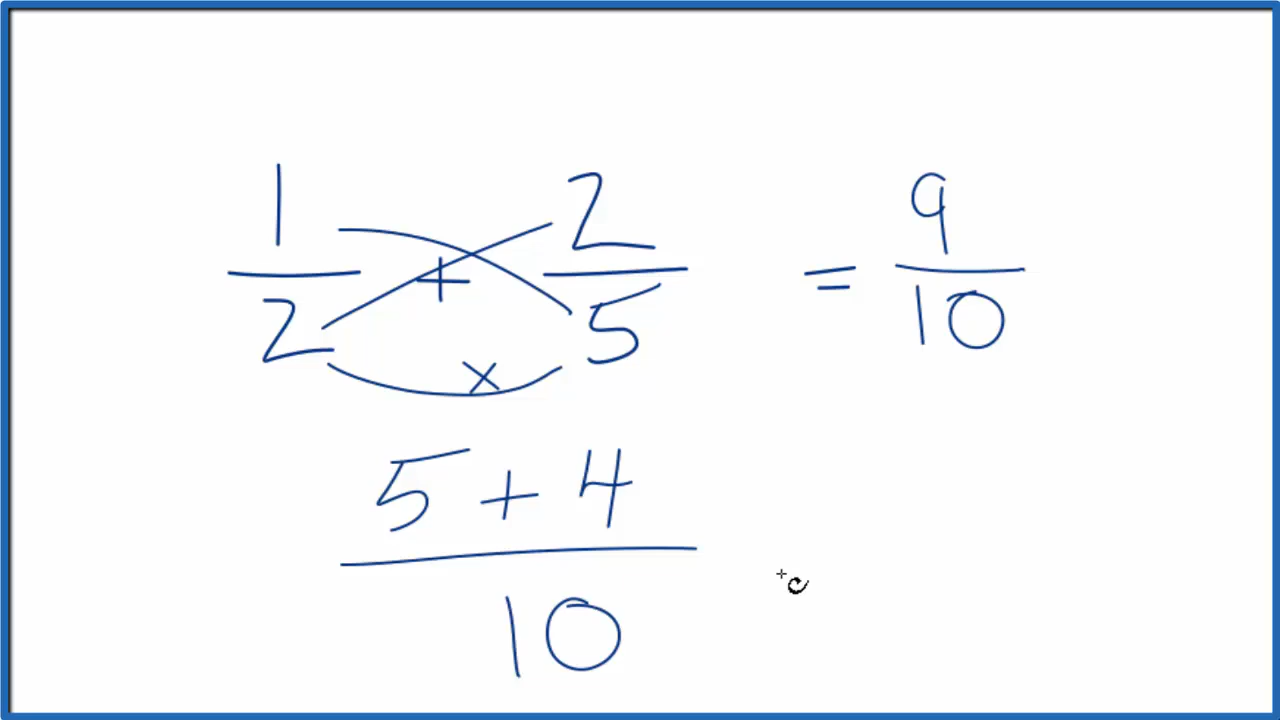 1/2 + 2/5 = 9/10
×
5 + 4
10